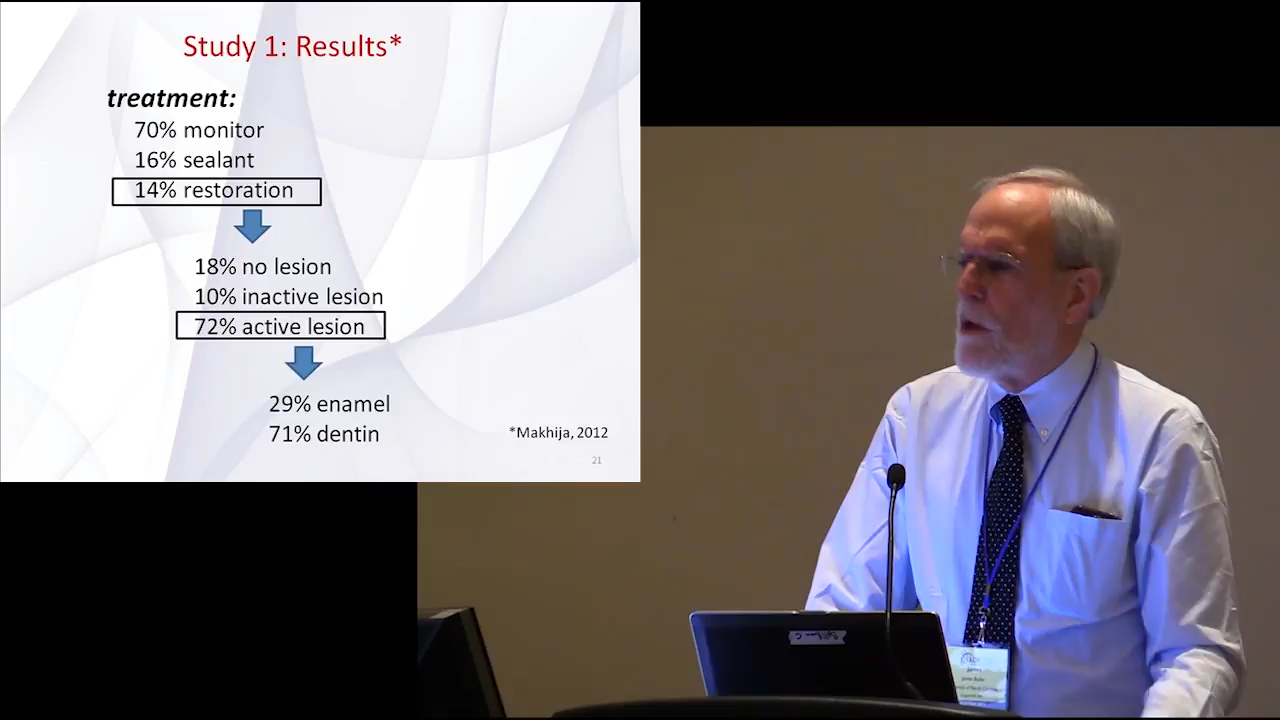 Study 1: Results*
treatment:
70% monitor
16% sealant
14% restoration
18% no lesion
10% inactive lesion
72% active lesion
29% enamel
71% dentin
*Makhija, 2012
21
James